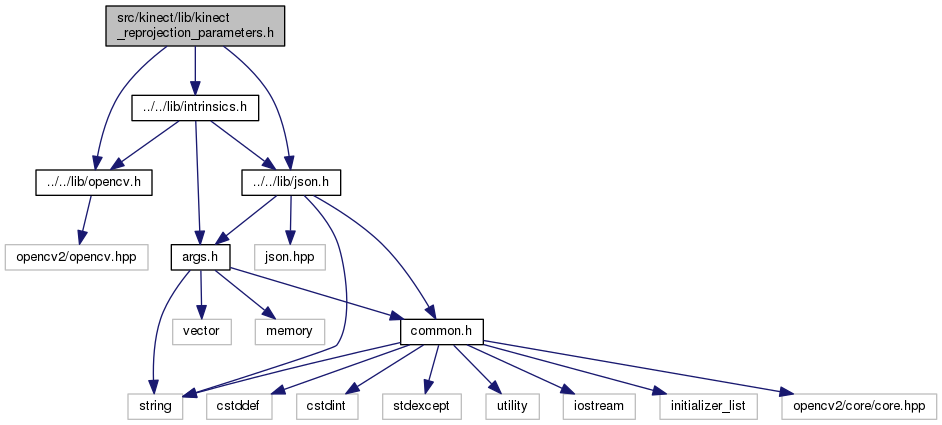 src/kinect/lib/kinect
_reprojection_parameters.h
../../lib/intrinsics.h
../../lib/opencv.h
../../lib/json.h
opencv2/opencv.hpp
args.h
json.hpp
vector
memory
common.h
string
cstddef
cstdint
stdexcept
utility
iostream
initializer_list
opencv2/core/core.hpp